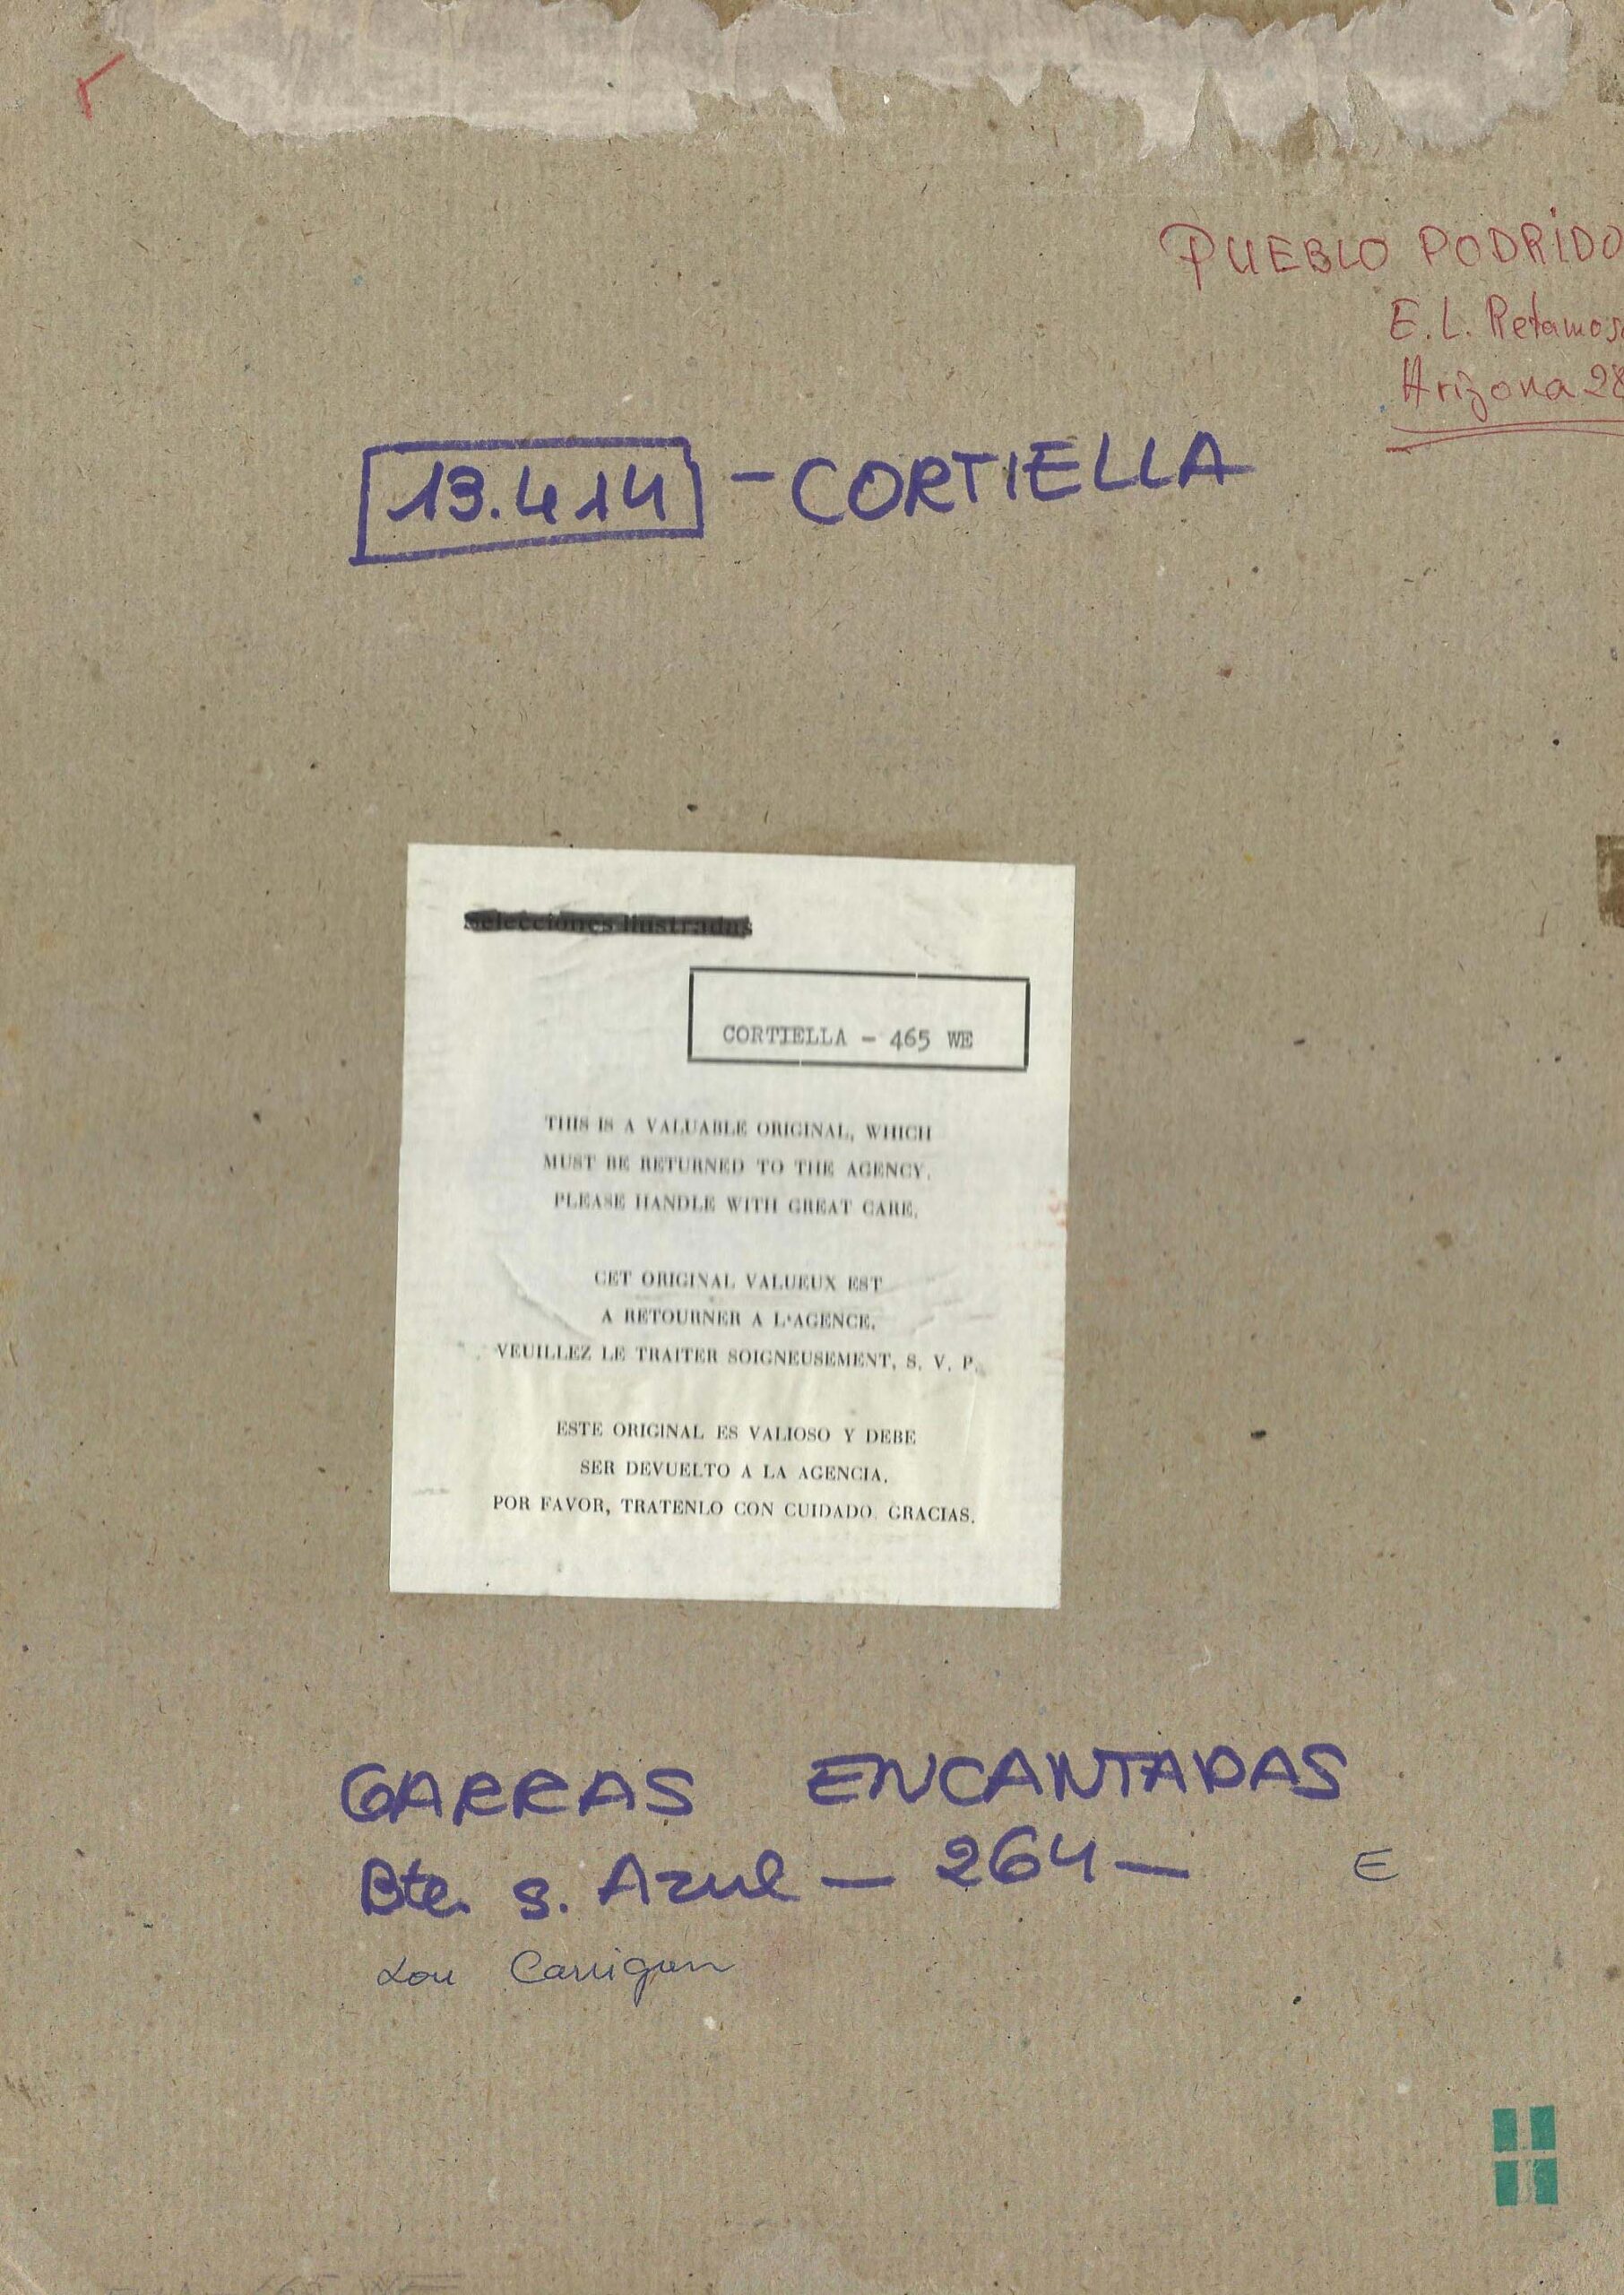 PUEBLO PODRIDO
E.L. Retamos
Arizona 28
13.414 - CORTIELLA
Selecciones Ilustradas
CORTIELLA - 465 WE
THIS IS A VALUABLE ORIGINAL, WHICH
MUST BE RETURNED TO THE AGENCY.
PLEASE HANDLE WITH GREAT CARE.
CET ORIGINAL VALUEUX EST
A RETOURNER A L'AGENCE.
VEUILLEZ LE TRAITER SOIGNEUSEMENT, S. V. P.
ESTE ORIGINAL ES VALIOSO Y DEBE
SER DEVUELTO A LA AGENCIA.
POR FAVOR, TRATENLO CON CUIDADO. GRACIAS.
GARRAS ENCANTADAS
Bte. s. Azul - 264 - E
Lou Carrigan